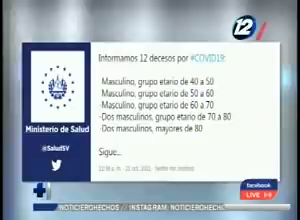 12
Informamos 12 decesos por #COVID19:
-Masculino, grupo etario de 40 a 50
-Masculino, grupo etario de 50 a 60
-Masculino, grupo etario de 60 a 70
-Dos masculinos, grupo etario de 70 a 80
-Dos masculinos, mayores de 80
Sigue...
Ministerio de Salud
@SaludSV
facebook
LIVE
NOTICIEROHECHOS // INSTAGRAM: NOTICIEROHECHOS